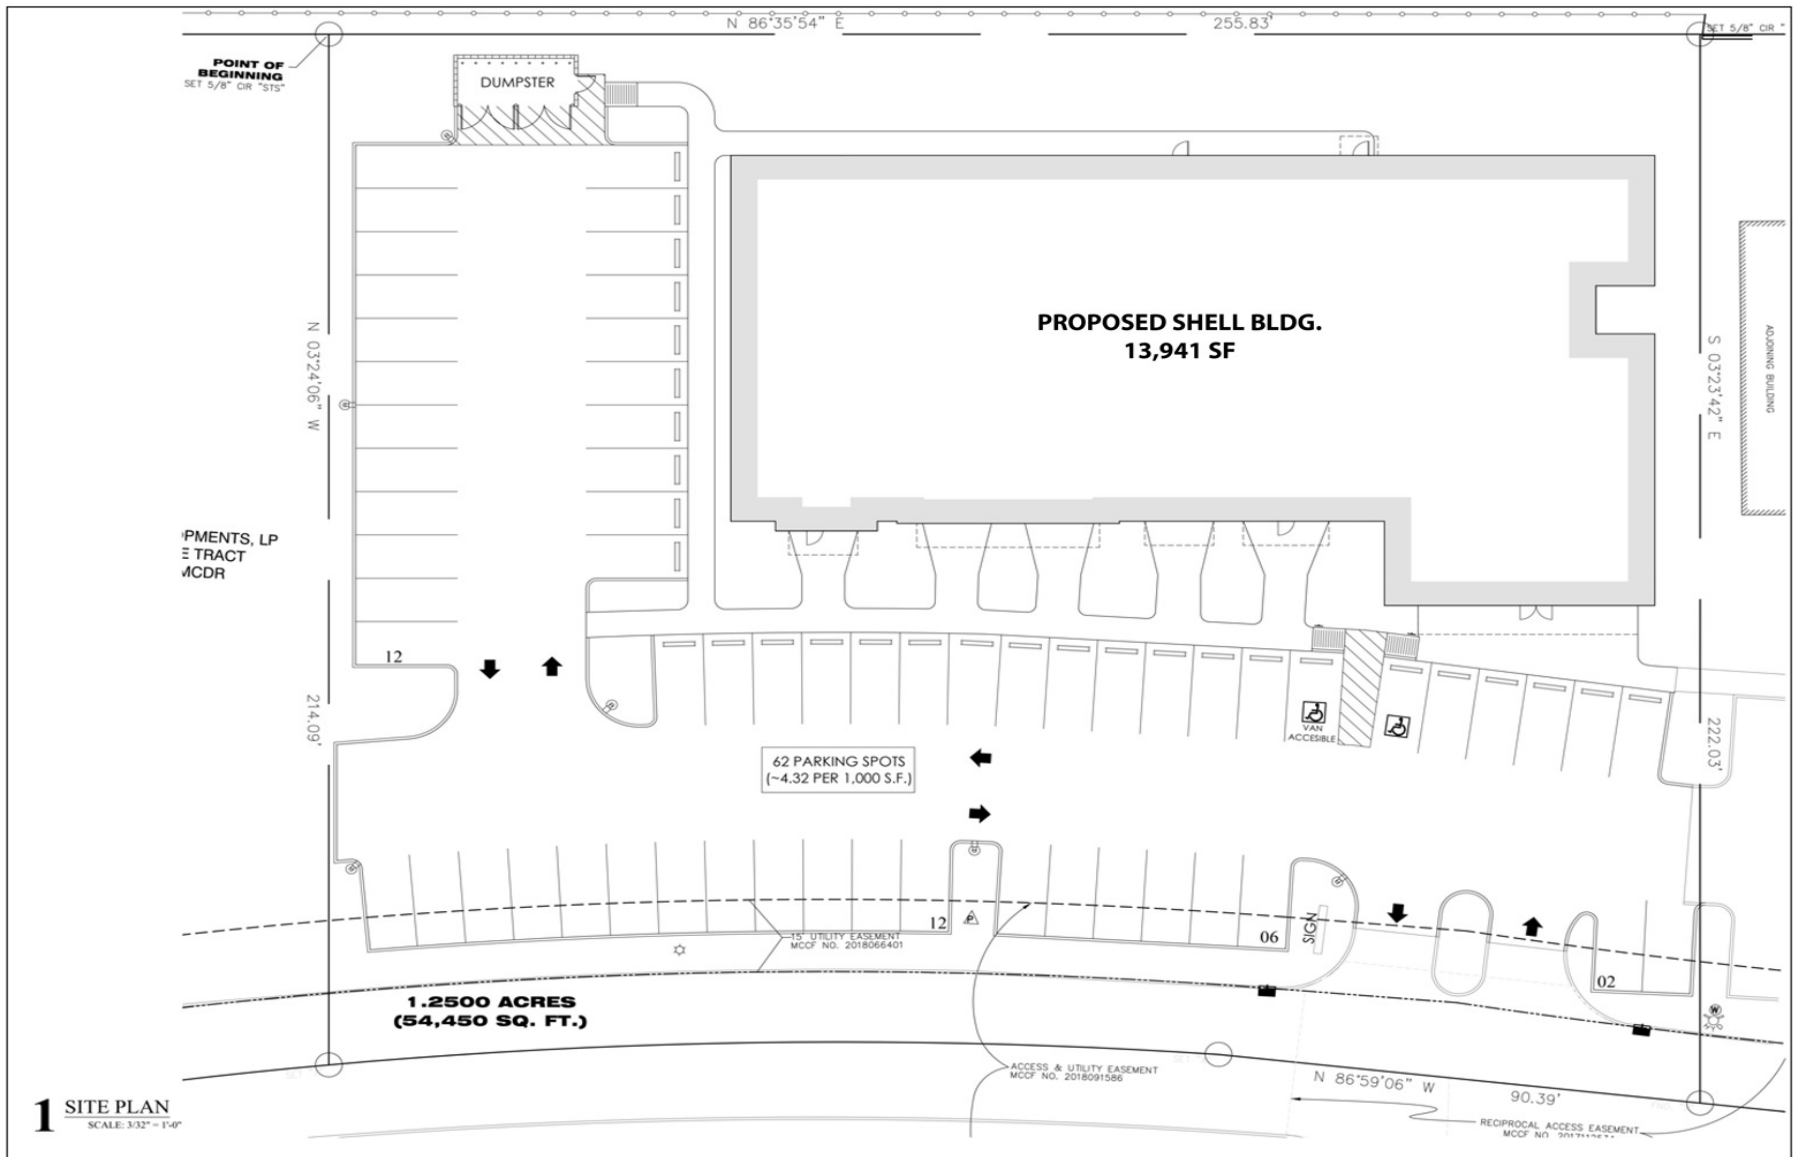 N 86°35'54" E
255.83'
SET 5/8" CIR "
POINT OF
BEGINNING
SET 5/8" CIR "STS"
DUMPSTER
PROPOSED SHELL BLDG.
13,941 SF
N 03°24'06" W
S 03°23'42" E
ADJOINING BUILDING
PMENTS, LP
E TRACT
MCDR
12
214.09'
222.03'
VAN
ACCESIBLE
62 PARKING SPOTS
(~4.32 PER 1,000 S.F.)
12
P
15' UTILITY EASEMENT
MCCF NO. 2018066401
06
SIGN
02
W
1.2500 ACRES
(54,450 SQ. FT.)
ACCESS & UTILITY EASEMENT
MCCF NO. 2018091586
N 86°59'06" W
90.39'
RECIPROCAL ACCESS EASEMENT
MCCF NO.
1 SITE PLAN
SCALE: 3/32" = 1'-0"